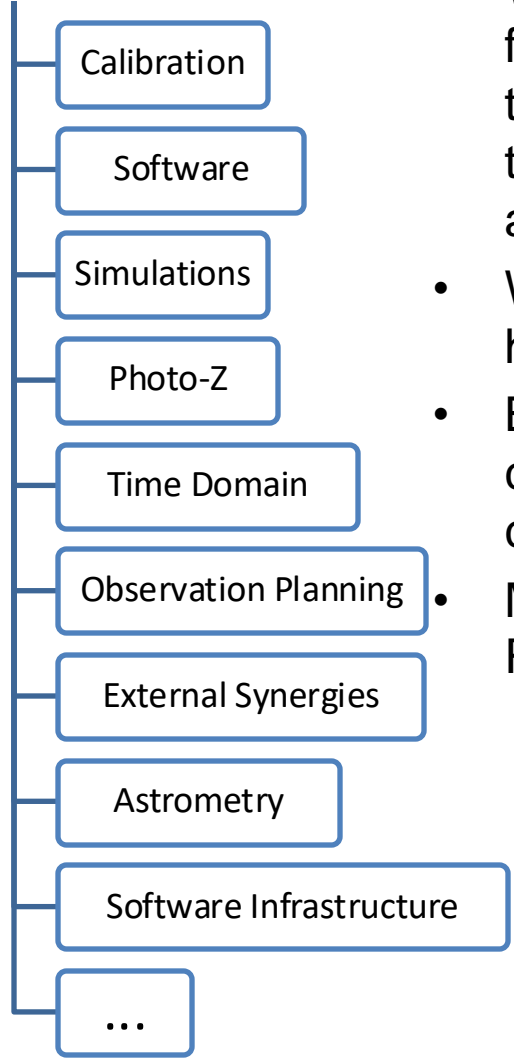 Calibration
Software
Simulations
Photo-Z
Time Domain
Observation Planning
External Synergies
Astrometry
Software Infrastructure
...